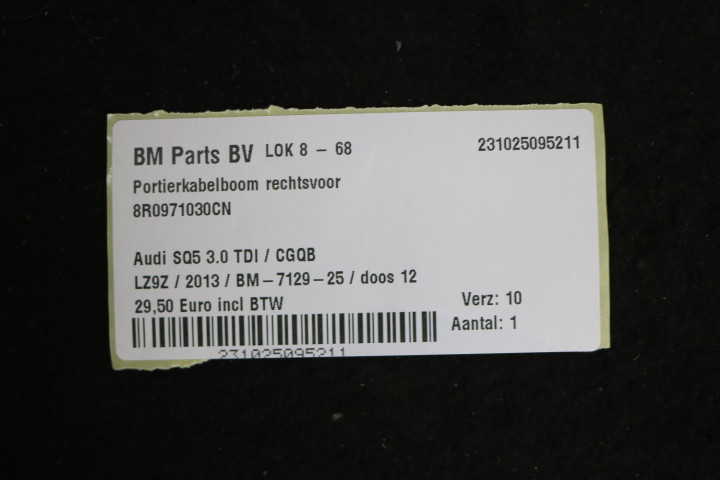 BM Parts BV LOK 8 - 68 231025095211
Portierkabelboom rechtsvoor
8R0971030CN
Audi SQ5 3.0 TDI / CGQB
LZ9Z / 2013 / BM-7129-25 / doos 12
29,50 Euro incl BTW Verz: 10
Aantal: 1
231025095211